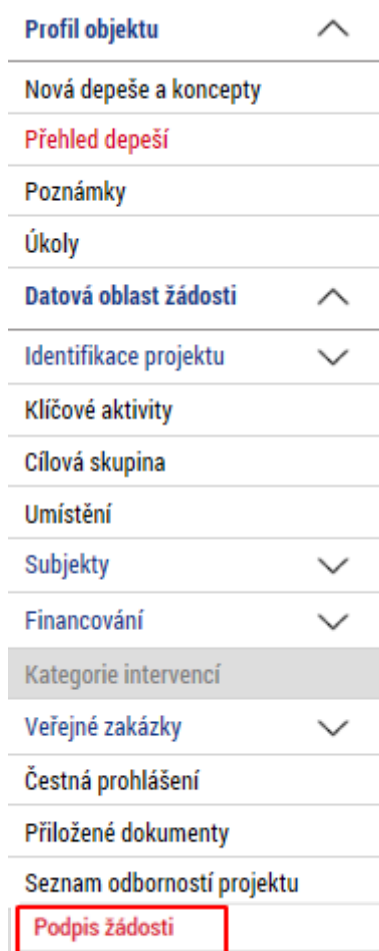 Profil objektu
Nová depeše a koncepty
Přehled depeší
Poznámky
Úkoly
Datová oblast žádosti
Identifikace projektu
Klíčové aktivity
Cílová skupina
Umístění
Subjekty
Financování
Kategorie intervencí
Veřejné zakázky
Čestná prohlášení
Přiložené dokumenty
Seznam odborností projektu
Podpis žádosti